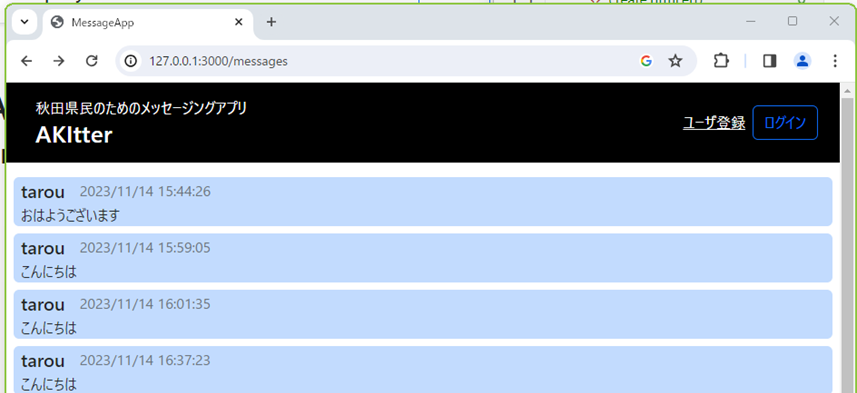 MessageApp
127.0.0.1:3000/messages
秋田県民のためのメッセージングアプリ
AKItter
ユーザ登録 ログイン
tarou 2023/11/14 15:44:26
おはようございます
tarou 2023/11/14 15:59:05
こんにちは
tarou 2023/11/14 16:01:35
こんにちは
tarou 2023/11/14 16:37:23
こんにちは